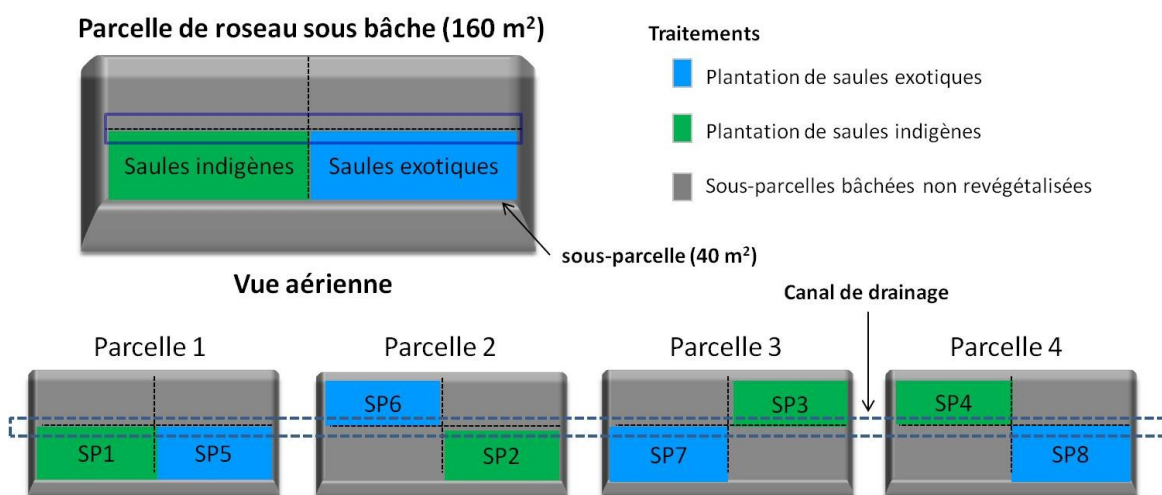 Parcelle de roseau sous bâche (160 m²)
Traitements
Plantation de saules exotiques
Plantation de saules indigènes
Sous-parcelles bâchées non revégétalisées
Saules indigènes
Saules exotiques
sous-parcelle (40 m²)
Vue aérienne
Canal de drainage
Parcelle 1
Parcelle 2
Parcelle 3
Parcelle 4
SP6
SP3
SP4
SP1
SP5
SP2
SP7
SP8